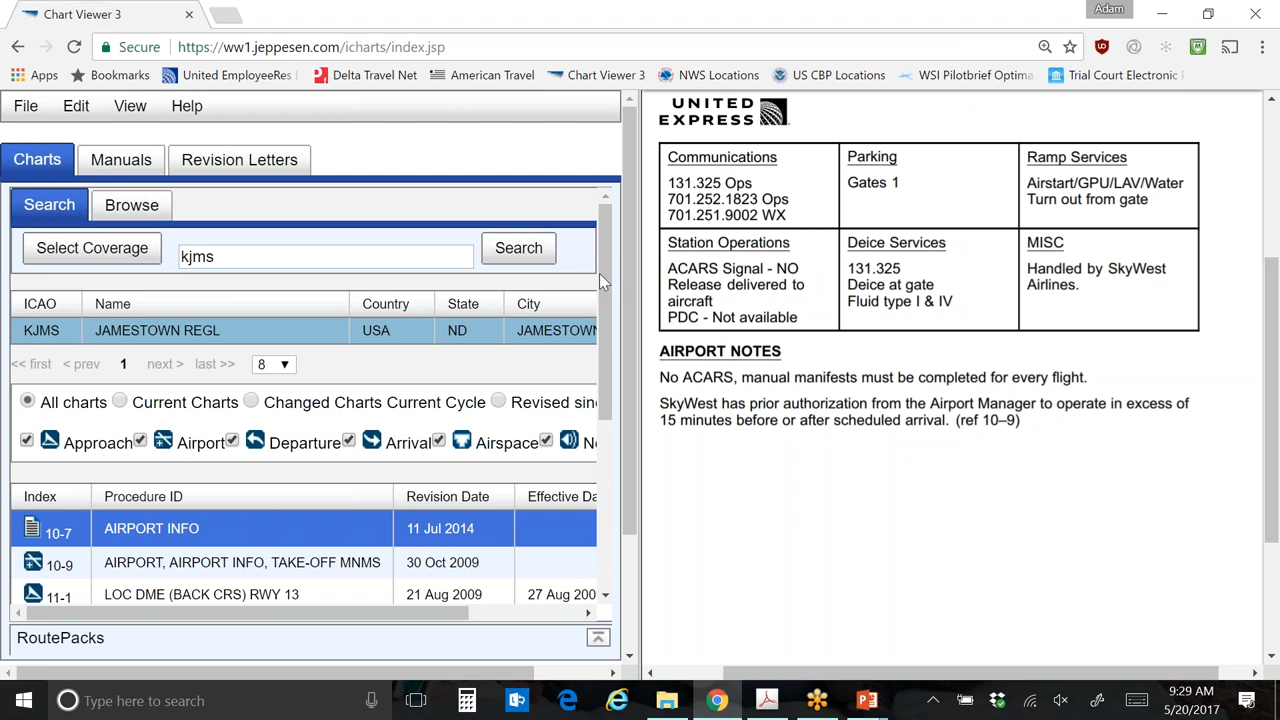 Chart Viewer 3
Adam
Secure
https://ww1.jeppesen.com/icharts/index.jsp
Apps
Bookmarks
United EmployeeRes
Delta Travel Net
American Travel
Chart Viewer 3
NWS Locations
US CBP Locations
WSI Pilotbrief Optima
Trial Court Electronic
File
Edit
View
Help
Charts
Manuals
Revision Letters
Search
Browse
Select Coverage
kjms
Search
ICAO
Name
Country
State
City
KJMS
JAMESTOWN REGL
USA
ND
JAMESTOWN
<< first
< prev
1
next >
last >>
8
All charts
Current Charts
Changed Charts Current Cycle
Revised sinc
Approach
Airport
Departure
Arrival
Airspace
No
Index
Procedure ID
Revision Date
Effective Da
10-7
AIRPORT INFO
11 Jul 2014
10-9
AIRPORT, AIRPORT INFO, TAKE-OFF MNMS
30 Oct 2009
11-1
LOC DME (BACK CRS) RWY 13
21 Aug 2009
27 Aug 200
RoutePacks
UNITED
EXPRESS
Communications
131.325 Ops
701.252.1823 Ops
701.251.9002 WX
Parking
Gates 1
Ramp Services
Airstart/GPU/LAV/Water
Turn out from gate
Station Operations
ACARS Signal - NO
Release delivered to
aircraft
PDC - Not available
Deice Services
131.325
Deice at gate
Fluid type I & IV
MISC
Handled by SkyWest
Airlines.
AIRPORT NOTES
No ACARS, manual manifests must be completed for every flight.
SkyWest has prior authorization from the Airport Manager to operate in excess of
15 minutes before or after scheduled arrival. (ref 10–9)
Type here to search
9:29 AM
5/20/2017